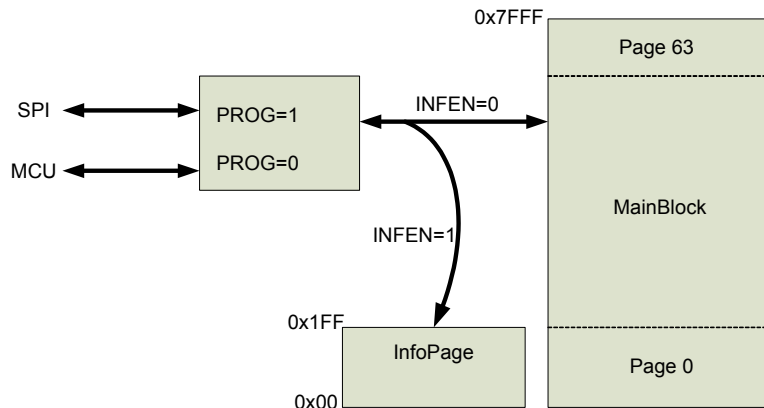 0x7FFF
Page 63
SPI
PROG=1
INFEN=0
MCU
PROG=0
MainBlock
INFEN=1
0x1FF
InfoPage
Page 0
0x00